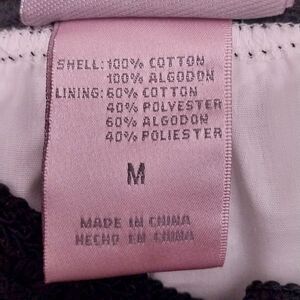 SHELL: 100% COTTON
100% ALGODON
LINING: 60% COTTON
40% POLYESTER
60% ALGODON
40% POLIESTER
M
MADE IN CHINA
HECHO EN CHINA